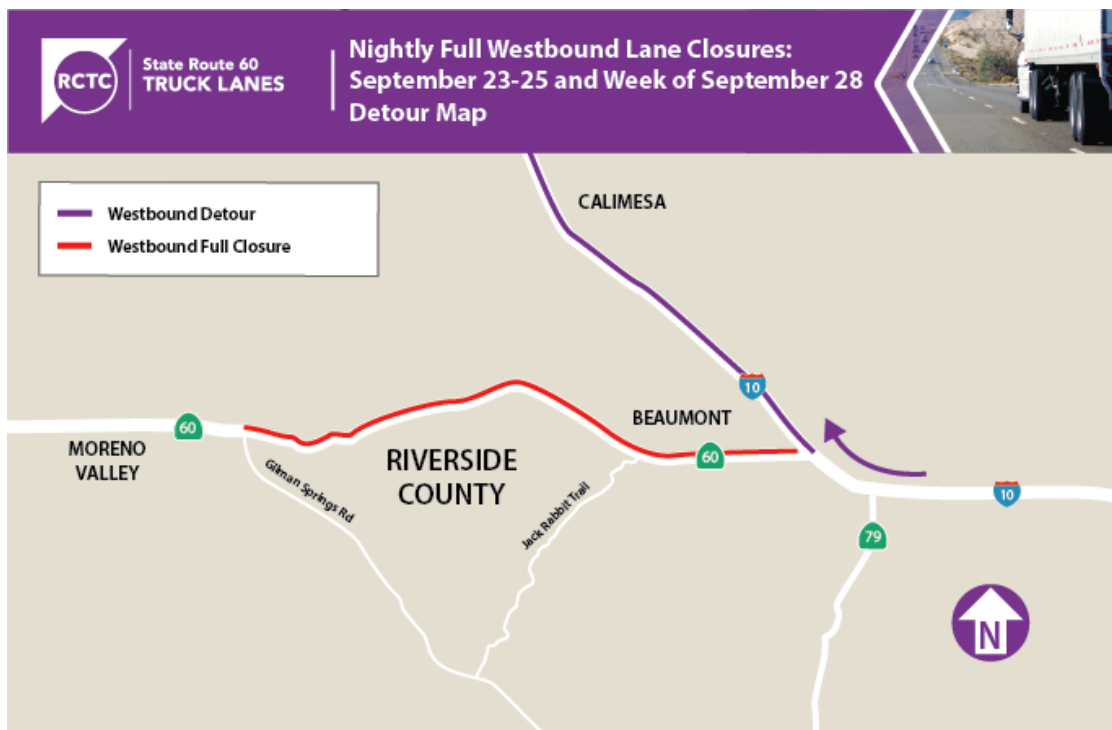 RCTC
State Route 60
TRUCK LANES
Nightly Full Westbound Lane Closures:
September 23-25 and Week of September 28
Detour Map
Westbound Detour
Westbound Full Closure
CALIMESA
10
BEAUMONT
60
MORENO
VALLEY
RIVERSIDE
COUNTY
60
Gilman Springs Rd
Jack Rabbit Trail
10
79
N